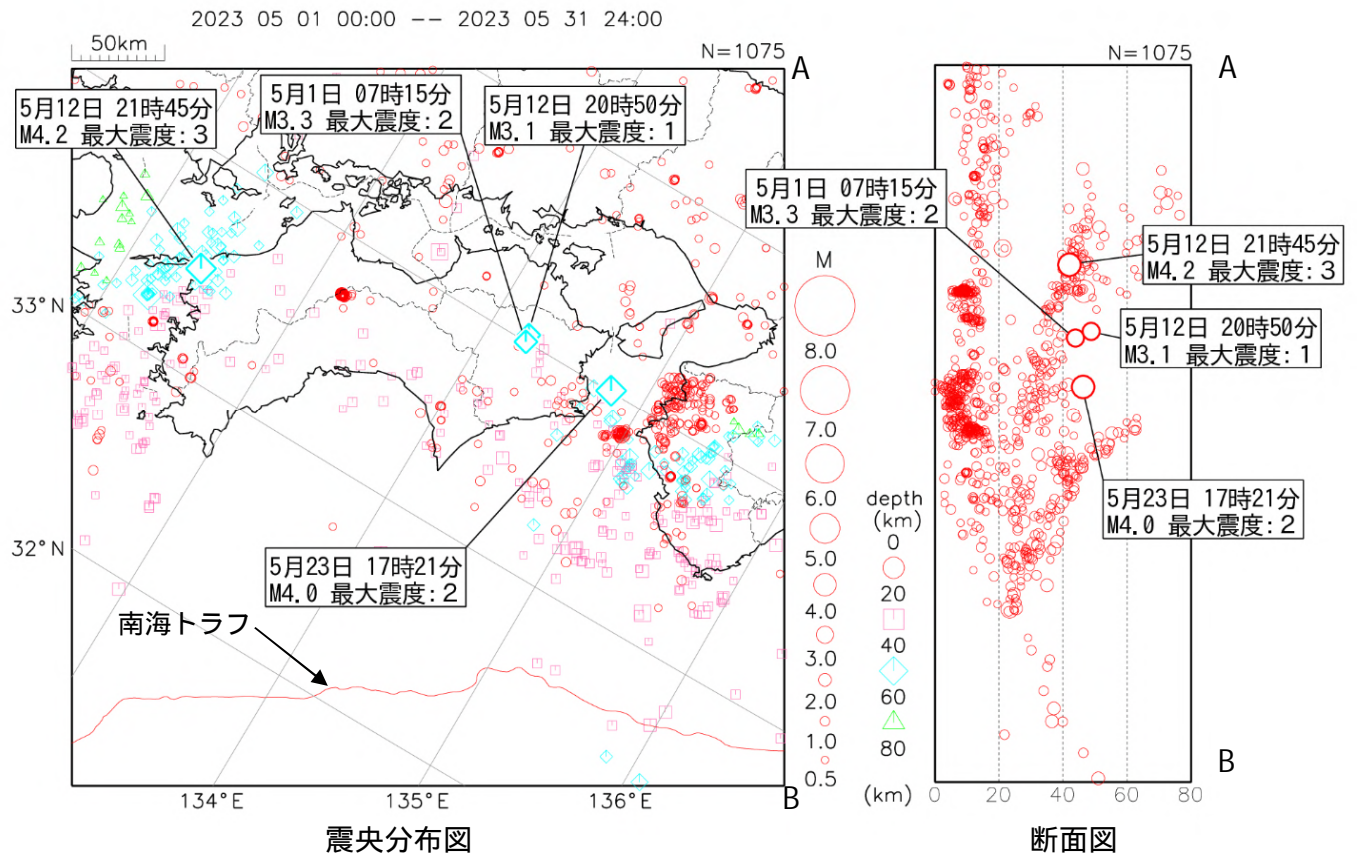 2023 05 01 00:00 -- 2023 05 31 24:00
50km
N=1075
A
5月12日 21時45分
M4.2 最大震度:3
5月1日 07時15分
M3.3 最大震度:2
5月12日 20時50分
M3.1 最大震度:1
33°N
32°N
5月23日 17時21分
M4.0 最大震度:2
南海トラフ
134°E
135°E
136°E
B
震央分布図
M
8.0
7.0
6.0
5.0
4.0
3.0
2.0
1.0
0.5
depth
(km)
0
20
40
60
80
N=1075
A
5月1日 07時15分
M3.3 最大震度:2
5月12日 21時45分
M4.2 最大震度:3
5月12日 20時50分
M3.1 最大震度:1
5月23日 17時21分
M4.0 最大震度:2
B
(km)
0
20
40
60
80
断面図